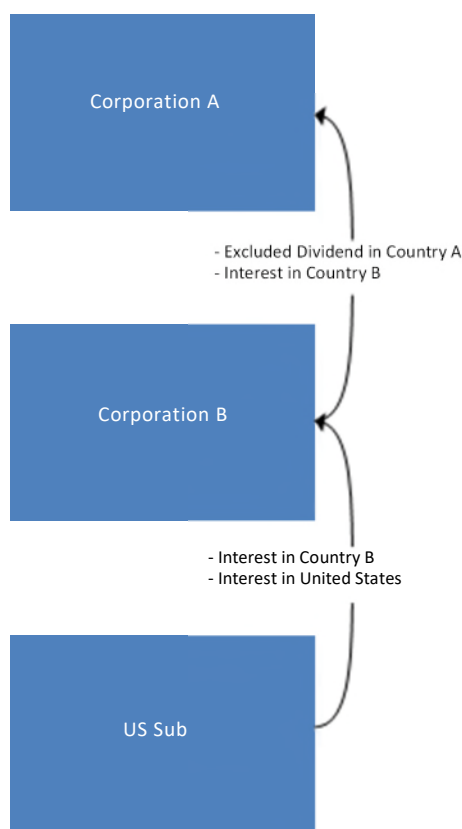 Corporation A
- Excluded Dividend in Country A
- Interest in Country B
Corporation B
- Interest in Country B
- Interest in United States
US Sub